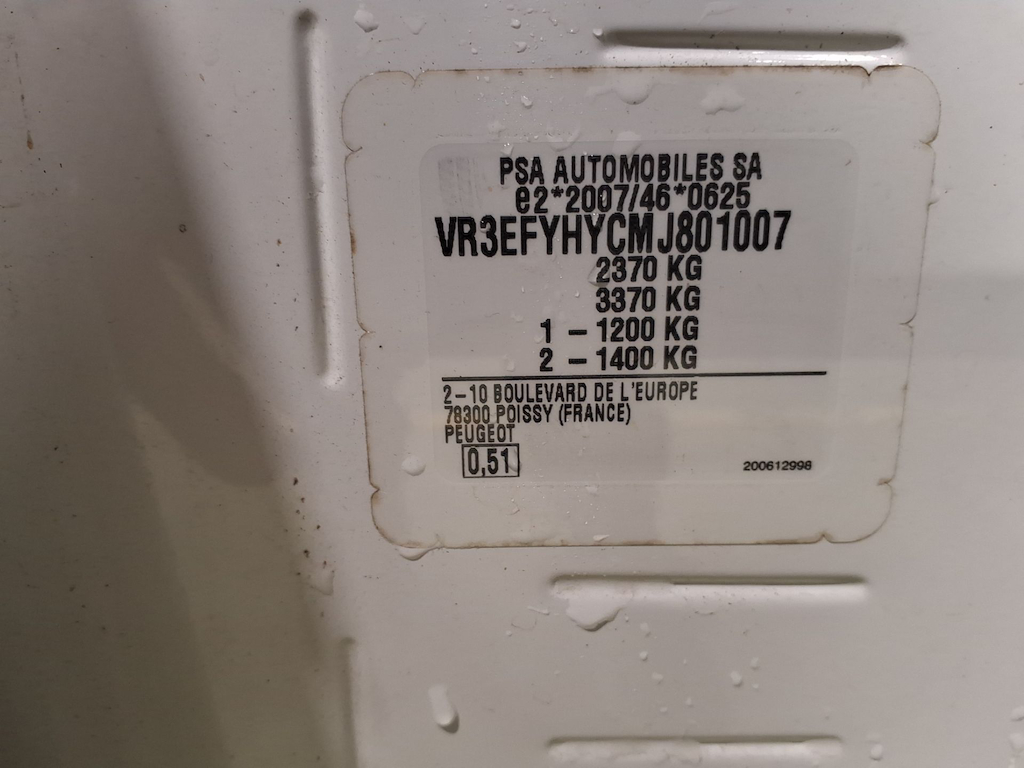 PSA AUTOMOBILES SA
e2*2007/46*0625
VR3EFYHYCMJ801007
2370 KG
3370 KG
1 – 1200 KG
2 – 1400 KG
2–10 BOULEVARD DE L'EUROPE
78300 POISSY (FRANCE)
PEUGEOT
0,51
200612998